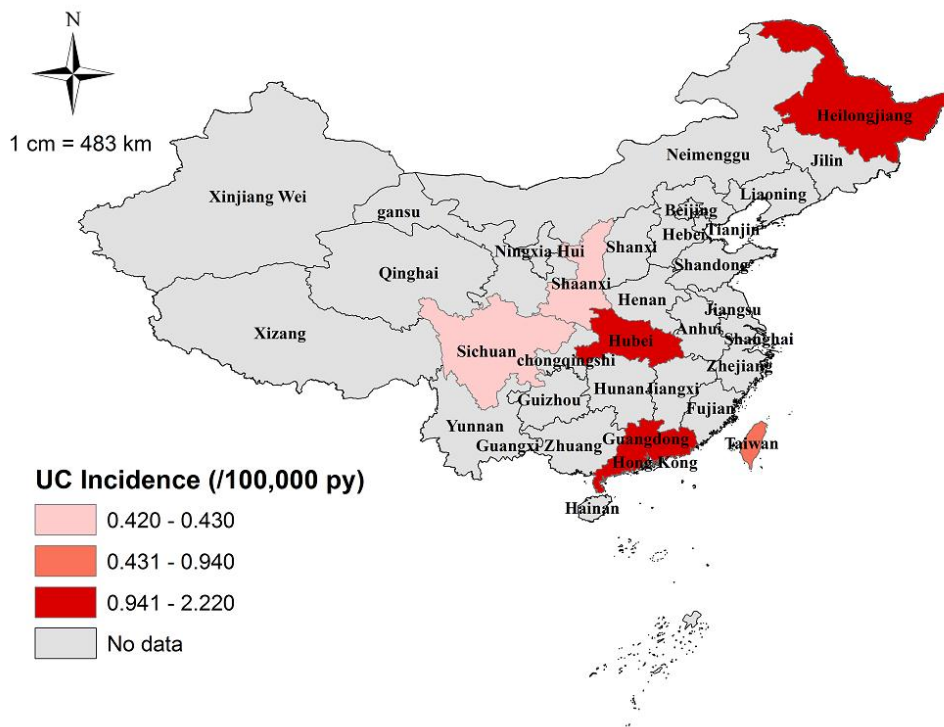 N
1 cm = 483 km
Heilongjiang
Neimenggu
Jilin
Xinjiang Wei
Liaoning
gansu
Beijing
Tianjin
Hebei
Ningxia Hui
Shanxi
Qinghai
Shandong
Shaanxi
Henan
Jiangsu
Xizang
Anhui
Shanghai
Hubei
Sichuan
chongqingshi
Zhejiang
Hunan
Jiangxi
Guizhou
Fujian
Yunnan
Guangxi Zhuang
Guangdong
Taiwan
Hong Kong
Hainan
UC Incidence (/100,000 py)
0.420 - 0.430
0.431 - 0.940
0.941 - 2.220
No data